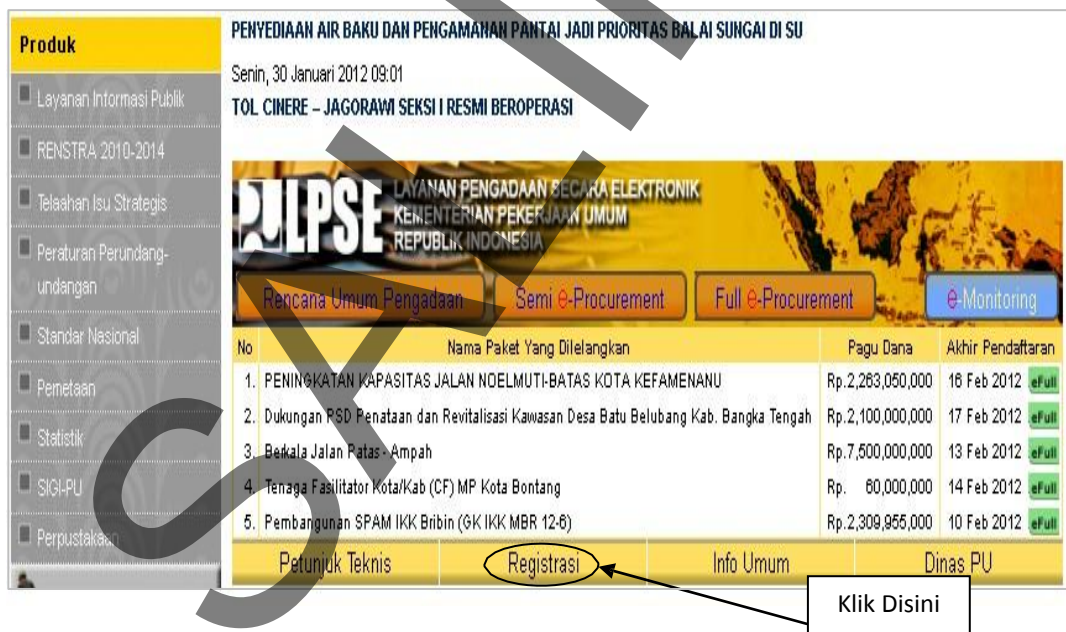 Produk
Layanan Informasi Publik
RENSTRA 2010-2014
Telaahan Isu Strategis
Peraturan Perundang-
undangan
Standar Nasional
Pemetaan
Statistik
SIGI-PU
Perpustakaan
PENYEDIAAN AIR BAKU DAN PENGAMANAN PANTAI JADI PRIORITAS BALAI SUNGAI DI SU
Senin, 30 Januari 2012 09:01
TOL CINERE – JAGORAWI SEKSI I RESMI BEROPERASI
PU LPSE LAYANAN PENGADAAN SECARA ELEKTRONIK
KEMENTERIAN PEKERJAAN UMUM
REPUBLIK INDONESIA
Rencana Umum Pengadaan Semi e-Procurement Full e-Procurement e-Monitoring
No Nama Paket Yang Dilelangkan Pagu Dana Akhir Pendaftaran
1. PENINGKATAN KAPASITAS JALAN NOELMUTI-BATAS KOTA KEFAMENANU Rp.2,263,050,000 16 Feb 2012 eFull
2. Dukungan PSD Penataan dan Revitalisasi Kawasan Desa Batu Belubang Kab. Bangka Tengah Rp.2,100,000,000 17 Feb 2012 eFull
3. Berkala Jalan Patas - Ampah Rp.7,500,000,000 13 Feb 2012 eFull
4. Tenaga Fasilitator Kota/Kab (CF) MP Kota Bontang Rp. 60,000,000 14 Feb 2012 eFull
5. Pembangunan SPAM IKK Bribin (GK IKK MBR 12-6) Rp.2,309,955,000 10 Feb 2012 eFull
Petunjuk Teknis Registrasi Info Umum Dinas PU
Klik Disini